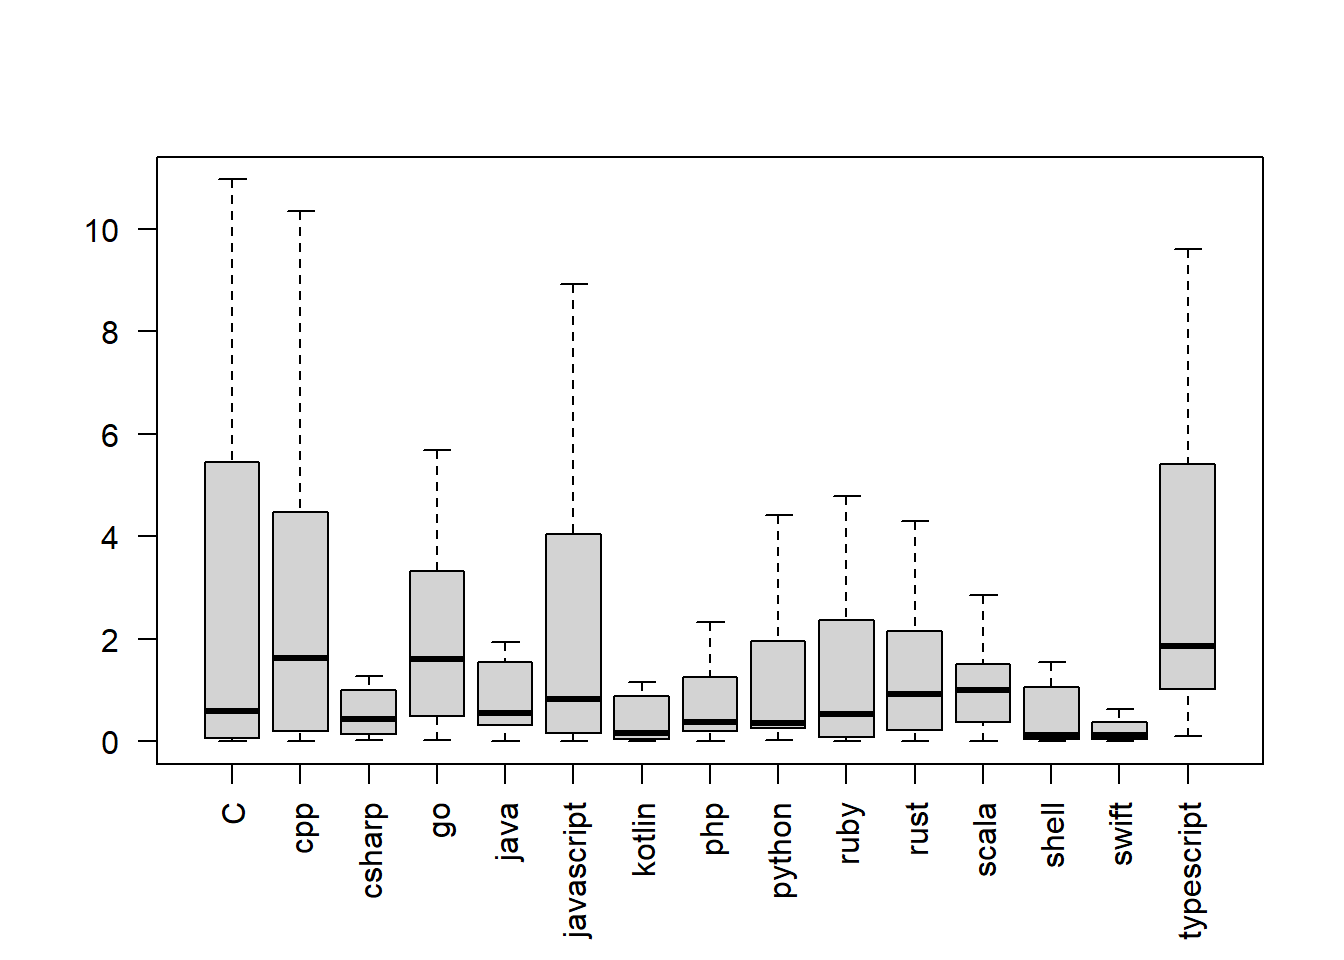 10
8
6
4
2
0
C
cpp
csharp
go
java
javascript
kotlin
php
python
ruby
rust
scala
shell
swift
typescript